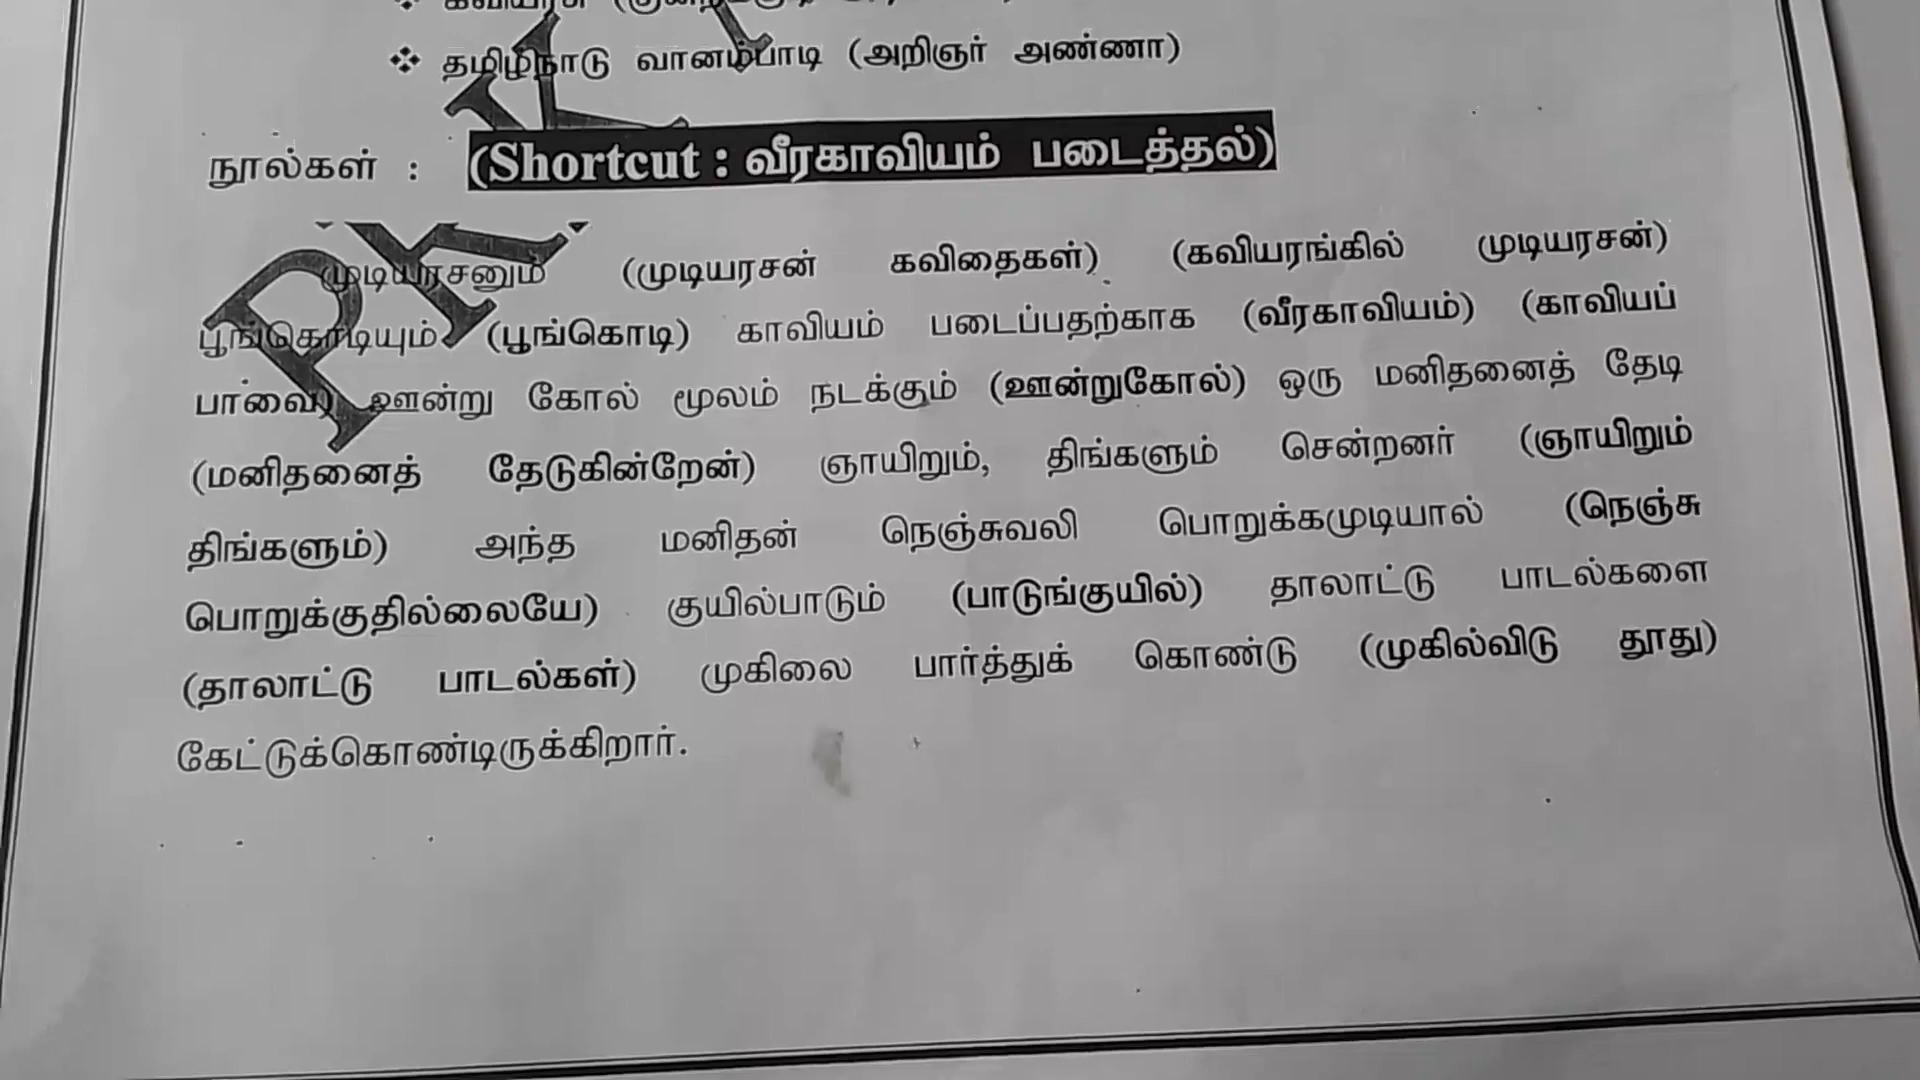 ❖ தமிழ்நாடு வானம்பாடி (அறிஞர் அண்ணா)
நூல்கள் : (Shortcut : வீரகாவியம் படைத்தல்)
முடியரசனும் (முடியரசன் கவிதைகள்) (கவியரங்கில் முடியரசன்)
பூங்கொடியும் (பூங்கொடி) காவியம் படைப்பதற்காக (வீரகாவியம்) (காவியப்
பார்வை) ஊன்று கோல் மூலம் நடக்கும் (ஊன்றுகோல்) ஒரு மனிதனைத் தேடி
(மனிதனைத் தேடுகின்றேன்) ஞாயிறும், திங்களும் சென்றனர் (ஞாயிறும்
திங்களும்) அந்த மனிதன் நெஞ்சுவலி பொறுக்கமுடியால் (நெஞ்சு
பொறுக்குதில்லையே) குயில்பாடும் (பாடுங்குயில்) தாலாட்டு பாடல்களை
(தாலாட்டு பாடல்கள்) முகிலை பார்த்துக் கொண்டு (முகில்விடு தூது)
கேட்டுக்கொண்டிருக்கிறார்.